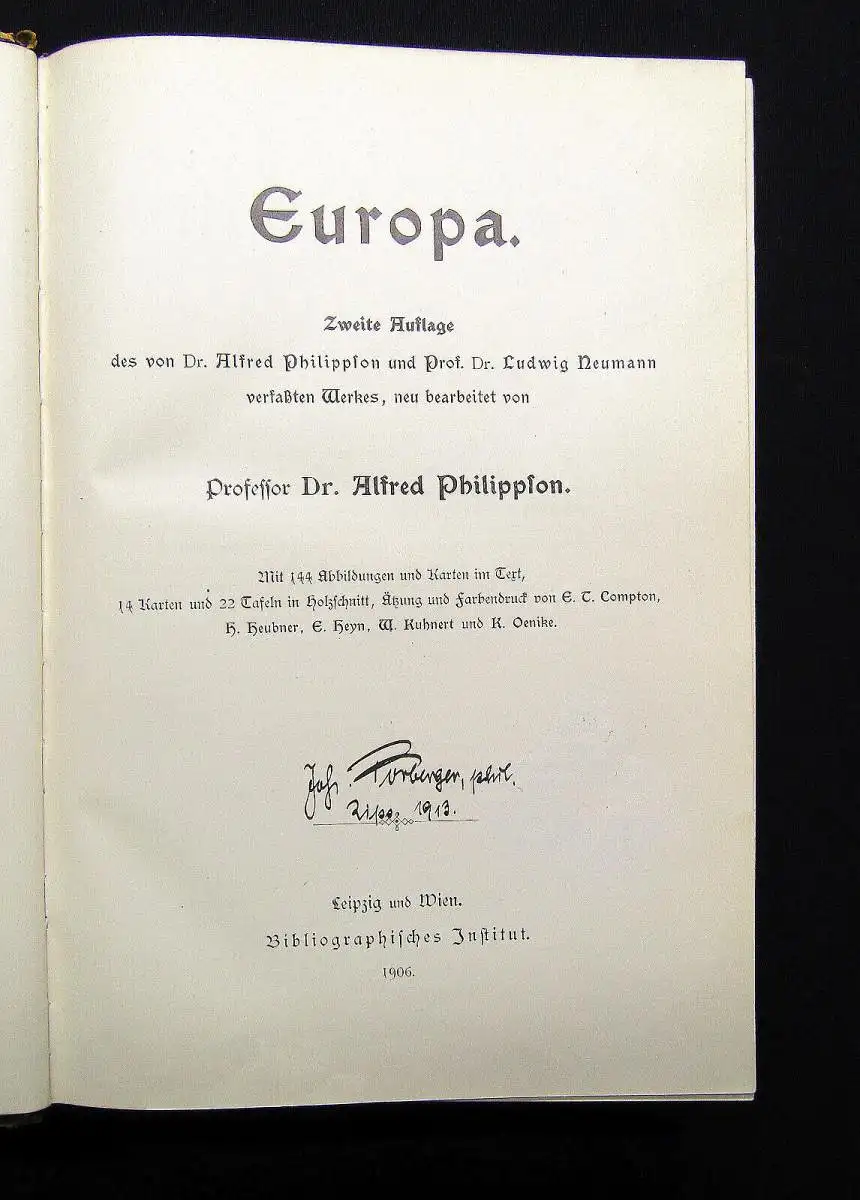 Europa.
Zweite Auflage
des von Dr. Alfred Philippſon und Prof. Dr. Ludwig Neumann
verfaßten Werkes, neu bearbeitet von
Profeſſor Dr. Alfred Philippſon.
Mit 144 Abbildungen und Karten im Text,
14 Karten und 22 Tafeln in Holzſchnitt, Ätzung und Farbendruck von E. T. Compton,
H. Heubner, E. Heyn, W. Kuhnert und K. Oenike.
Joh. Torberger, phil.
1913.
Leipzig und Wien.
Bibliographiſches Inſtitut.
1906.